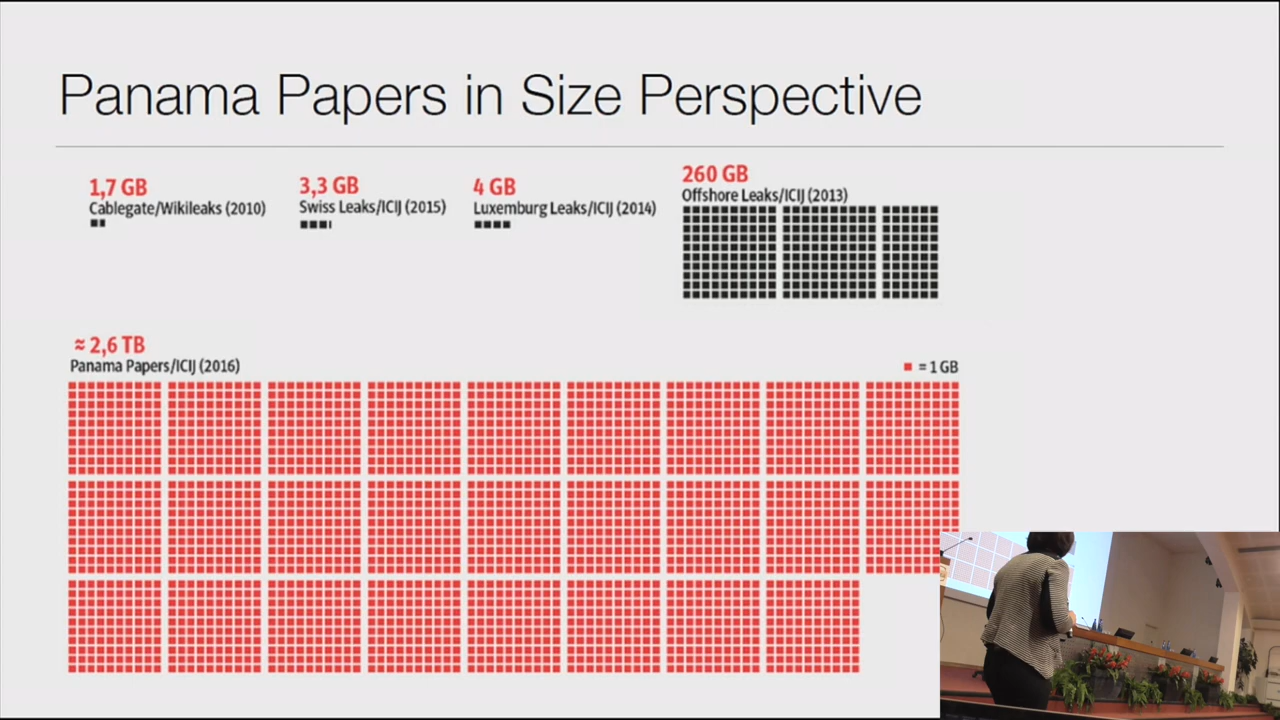 Panama Papers in Size Perspective
1,7 GB
Cablegate/Wikileaks (2010)
3,3 GB
Swiss Leaks/ICIJ (2015)
4 GB
Luxemburg Leaks/ICIJ (2014)
260 GB
Offshore Leaks/ICIJ (2013)
≈ 2,6 TB
Panama Papers/ICIJ (2016)
= 1 GB